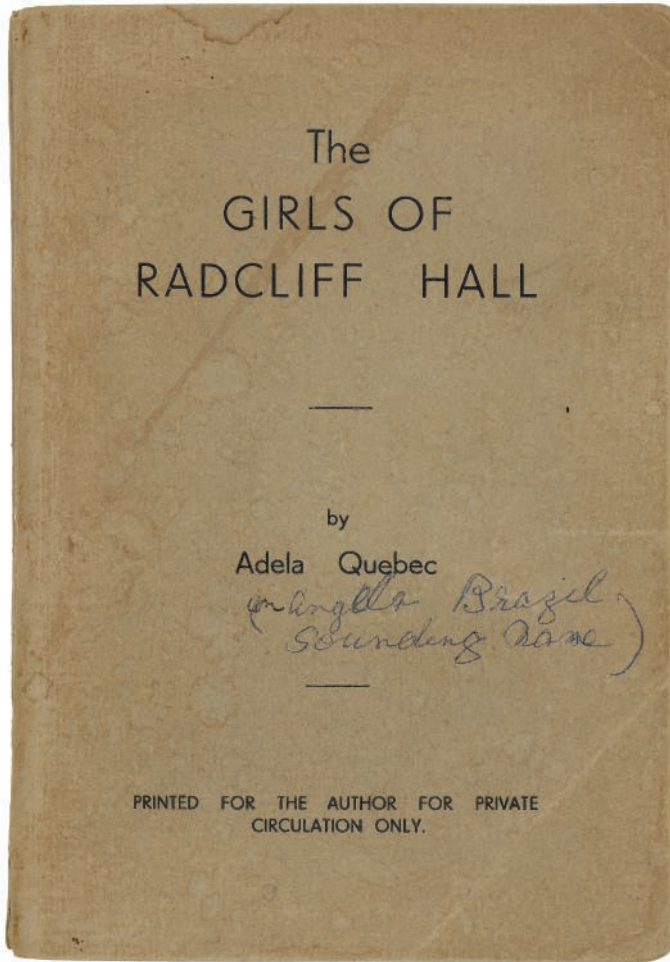 The
GIRLS OF
RADCLIFF HALL
by
Adela Quebec
(an Angela Brazil
sounding name)
PRINTED FOR THE AUTHOR FOR PRIVATE
CIRCULATION ONLY.